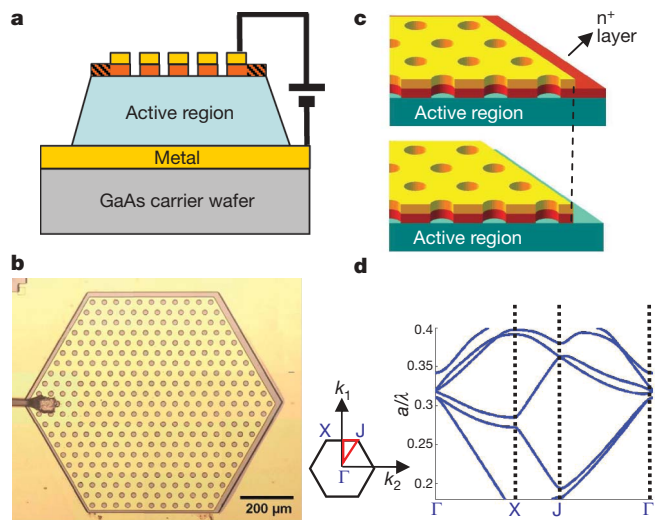 a
Active region
Metal
GaAs carrier wafer
b
200 μm
c
n+
layer
Active region
Active region
k1
X
J
Γ
k2
d
0.4
0.35
0.3
0.25
0.2
a/λ
Γ
X
J
Γ